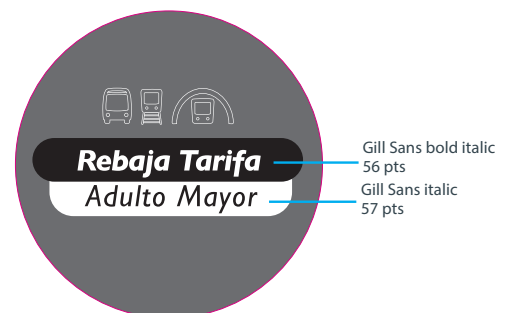 Rebaja Tarifa
Adulto Mayor
Gill Sans bold italic
56 pts
Gill Sans italic
57 pts